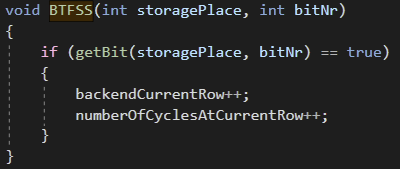 void BTFSS(int storagePlace, int bitNr)
{
if (getBit(storagePlace, bitNr) == true)
{
backendCurrentRow++;
numberOfCyclesAtCurrentRow++;
}
}